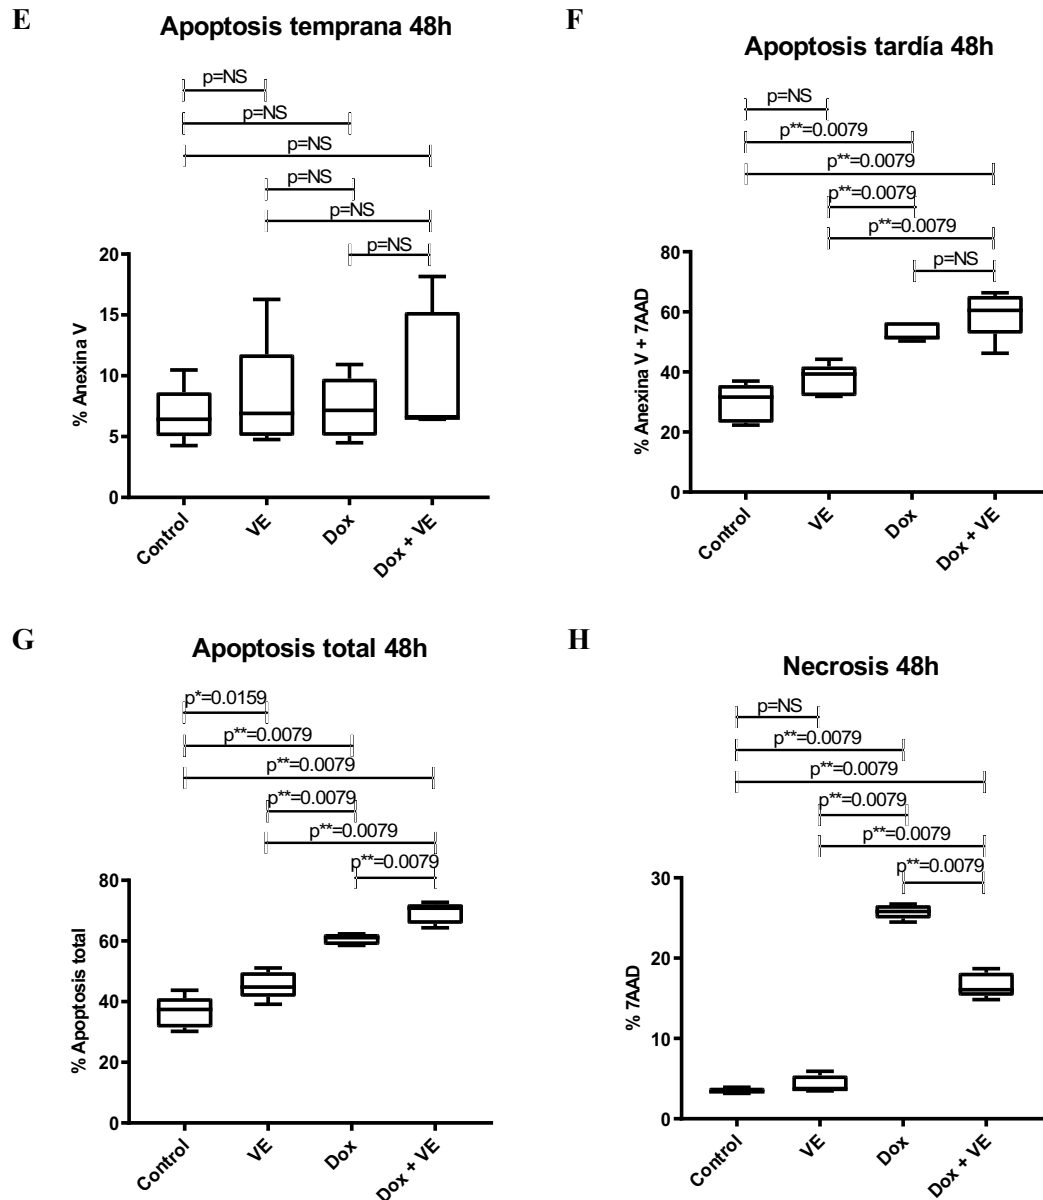 E
Apoptosis temprana 48h
p=NS
p=NS
p=NS
p=NS
p=NS
p=NS
% Anexina V
20
15
10
5
0
Control
VE
Dox
Dox + VE
F
Apoptosis tardía 48h
p=NS
p**=0.0079
p**=0.0079
p**=0.0079
p**=0.0079
p=NS
% Anexina V + 7AAD
80
60
40
20
0
Control
VE
Dox
Dox + VE
G
Apoptosis total 48h
p*=0.0159
p**=0.0079
p**=0.0079
p**=0.0079
p**=0.0079
p**=0.0079
% Apoptosis total
80
60
40
20
0
Control
VE
Dox
Dox + VE
H
Necrosis 48h
p=NS
p**=0.0079
p**=0.0079
p**=0.0079
p**=0.0079
p**=0.0079
% 7AAD
30
20
10
0
Control
VE
Dox
Dox + VE